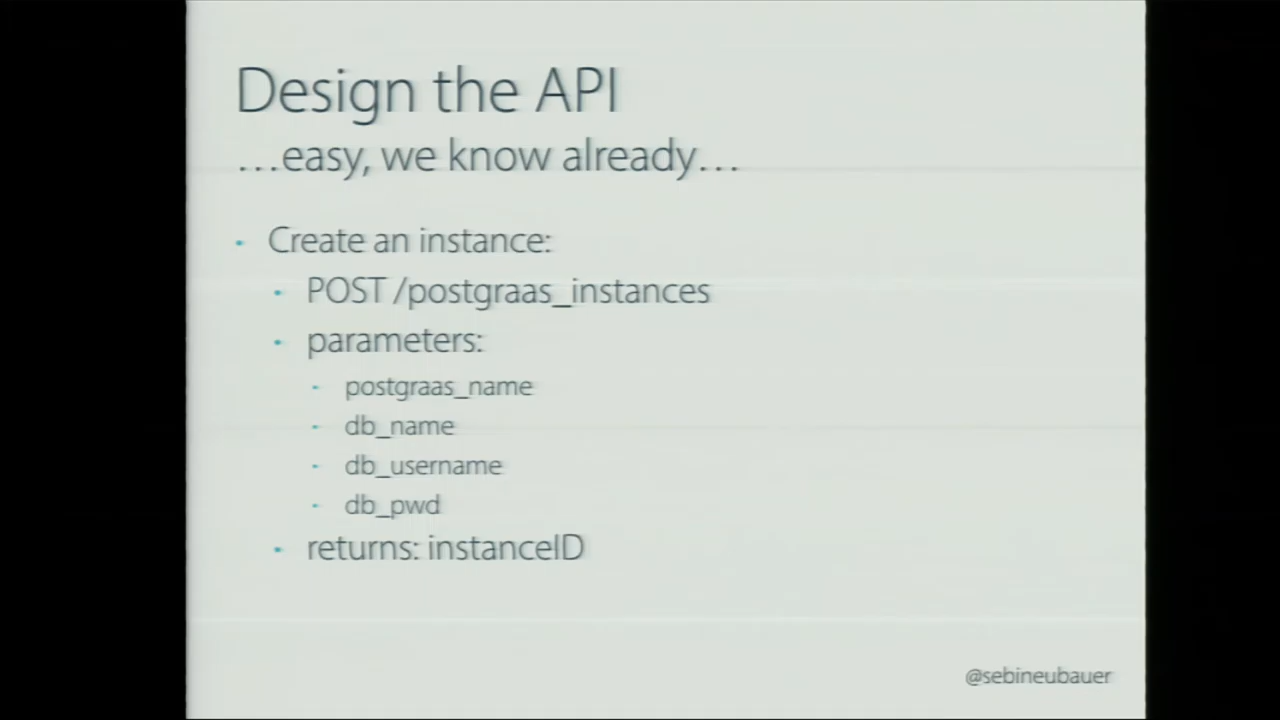 Design the API
…easy, we know already…
• Create an instance:
• POST /postgraas_instances
• parameters:
• postgraas_name
• db_name
• db_username
• db_pwd
• returns: instanceID
@sebineubauer